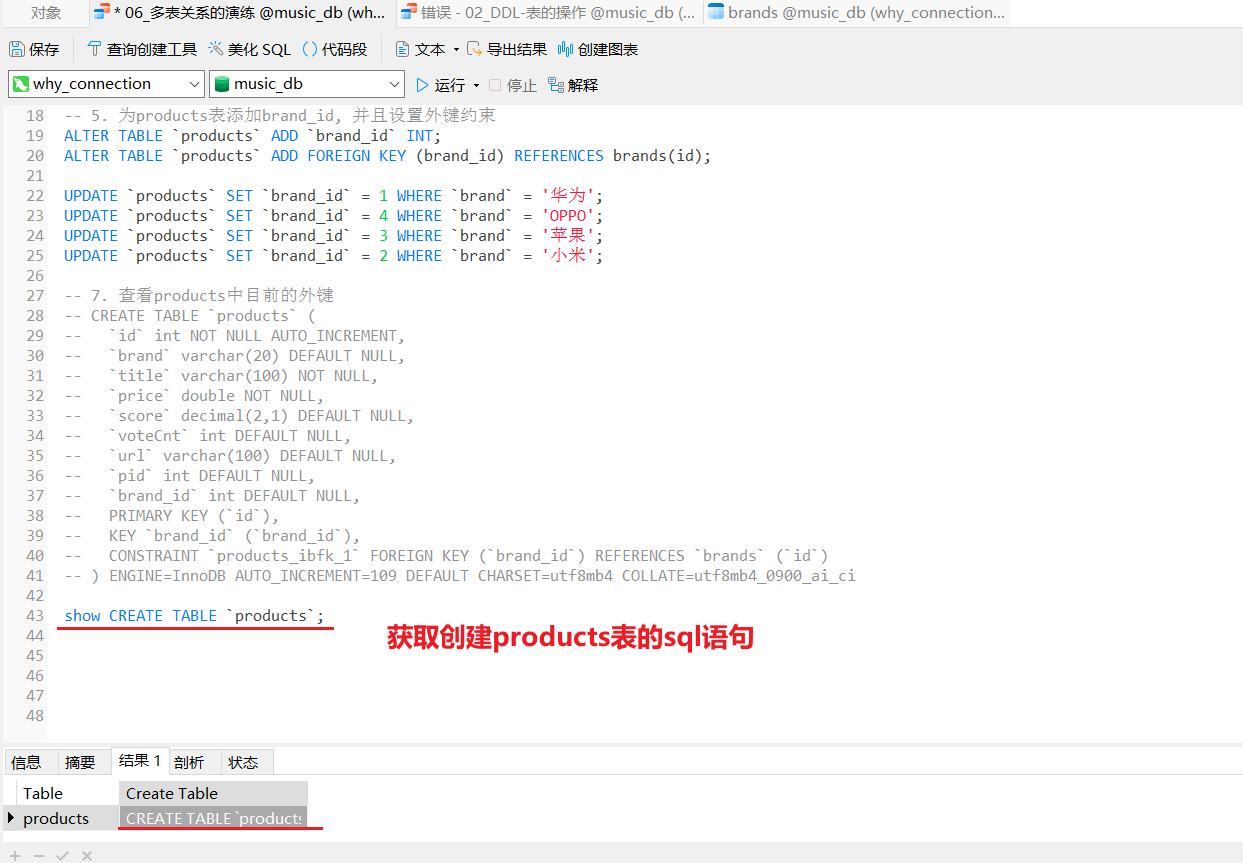 对象 * 06_多表关系的演练 @music_db (wh... 错误 - 02_DDL-表的操作 @music_db (... brands @music_db (why_connection...
保存 查询创建工具 美化 SQL () 代码段 文本 导出结果 创建图表
why_connection music_db 运行 停止 解释
18 -- 5. 为products表添加brand_id, 并且设置外键约束
19 ALTER TABLE `products` ADD `brand_id` INT;
20 ALTER TABLE `products` ADD FOREIGN KEY (brand_id) REFERENCES brands(id);
21
22 UPDATE `products` SET `brand_id` = 1 WHERE `brand` = '华为';
23 UPDATE `products` SET `brand_id` = 4 WHERE `brand` = 'OPPO';
24 UPDATE `products` SET `brand_id` = 3 WHERE `brand` = '苹果';
25 UPDATE `products` SET `brand_id` = 2 WHERE `brand` = '小米';
26
27 -- 7. 查看products中目前的外键
28 -- CREATE TABLE `products` (
29 --   `id` int NOT NULL AUTO_INCREMENT,
30 --   `brand` varchar(20) DEFAULT NULL,
31 --   `title` varchar(100) NOT NULL,
32 --   `price` double NOT NULL,
33 --   `score` decimal(2,1) DEFAULT NULL,
34 --   `voteCnt` int DEFAULT NULL,
35 --   `url` varchar(100) DEFAULT NULL,
36 --   `pid` int DEFAULT NULL,
37 --   `brand_id` int DEFAULT NULL,
38 --   PRIMARY KEY (`id`),
39 --   KEY `brand_id` (`brand_id`),
40 --   CONSTRAINT `products_ibfk_1` FOREIGN KEY (`brand_id`) REFERENCES `brands` (`id`)
41 -- ) ENGINE=InnoDB AUTO_INCREMENT=109 DEFAULT CHARSET=utf8mb4 COLLATE=utf8mb4_0900_ai_ci
42
43 show CREATE TABLE `products`;
获取创建products表的sql语句
44
45
46
47
48
信息 摘要 结果 1 剖析 状态
Table Create Table
products CREATE TABLE `products